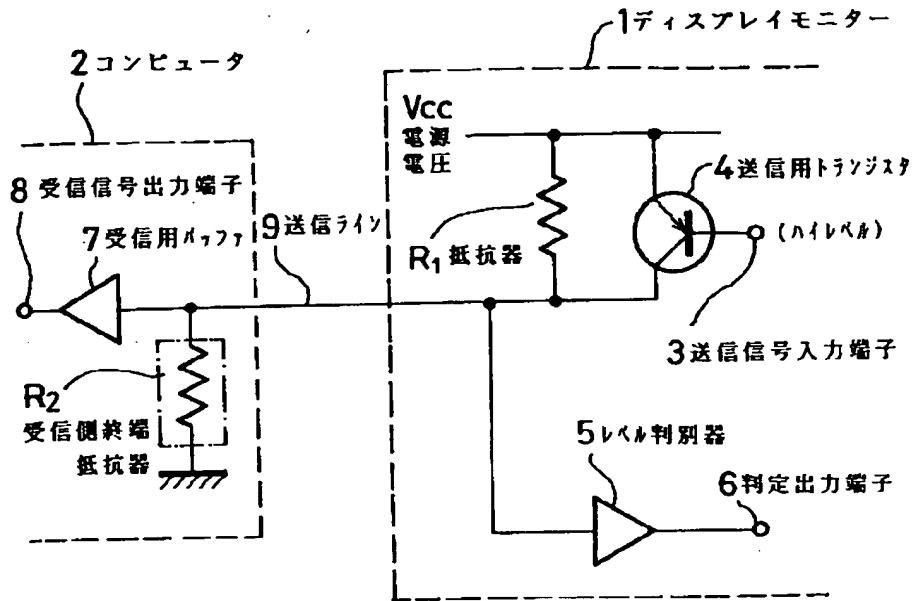 1ディスプレイモニター
2コンピュータ
Vcc
電源
電圧
4送信用トランジスタ
8受信信号出力端子
7受信用バッファ
9送信ライン
R1抵抗器
(ハイレベル)
3送信信号入力端子
R2
受信側終端
抵抗器
5レベル判別器
6判定出力端子